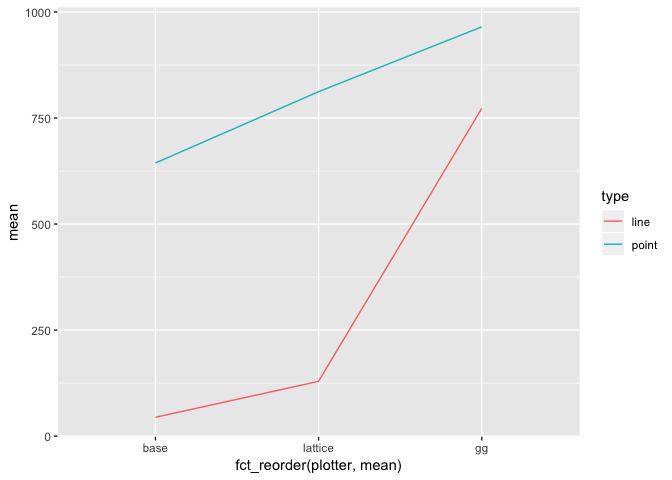 1000
750
500
250
0
mean
base lattice gg
fct_reorder(plotter, mean)
type
line
point